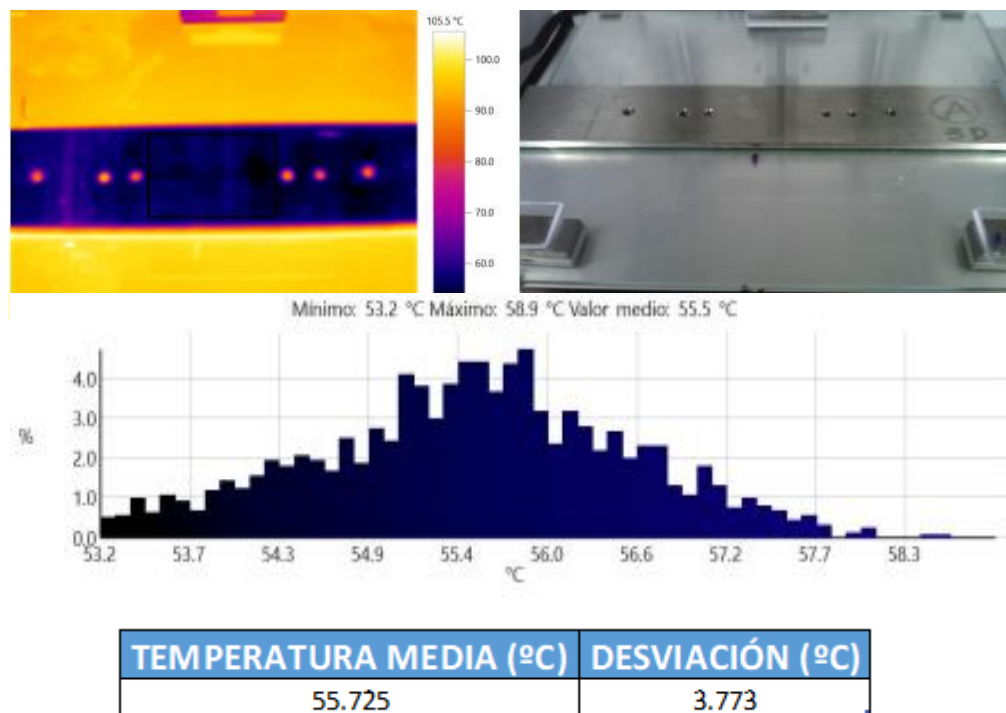 105.5 °C
100.0
90.0
80.0
70.0
60.0
A
3D
Mínimo: 53.2 °C Máximo: 58.9 °C Valor medio: 55.5 °C
4.0
3.0
%
2.0
1.0
0.0
53.2 53.7 54.3 54.9 55.4 56.0 56.6 57.2 57.7 58.3
°C
TEMPERATURA MEDIA (ºC) DESVIACIÓN (ºC)
55.725 3.773